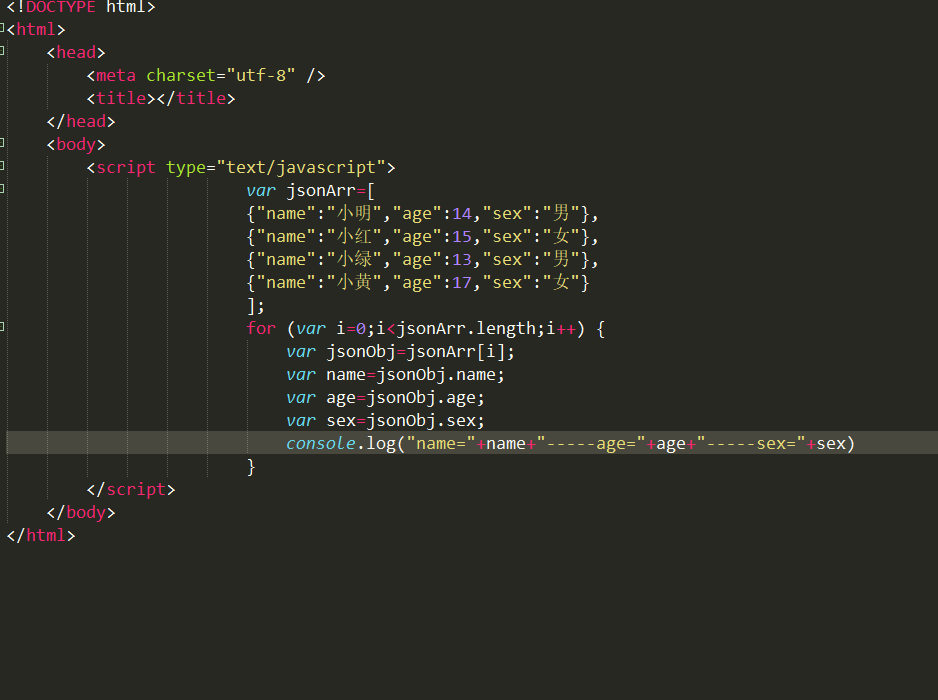 <!DOCTYPE html>
<html>
<head>
<meta charset="utf-8" />
<title></title>
</head>
<body>
<script type="text/javascript">
var jsonArr=[
{"name":"小明","age":14,"sex":"男"},
{"name":"小红","age":15,"sex":"女"},
{"name":"小绿","age":13,"sex":"男"},
{"name":"小黄","age":17,"sex":"女"}
];
for (var i=0;i<jsonArr.length;i++) {
var jsonObj=jsonArr[i];
var name=jsonObj.name;
var age=jsonObj.age;
var sex=jsonObj.sex;
console.log("name="+name+"-----age="+age+"-----sex="+sex)
}
</script>
</body>
</html>